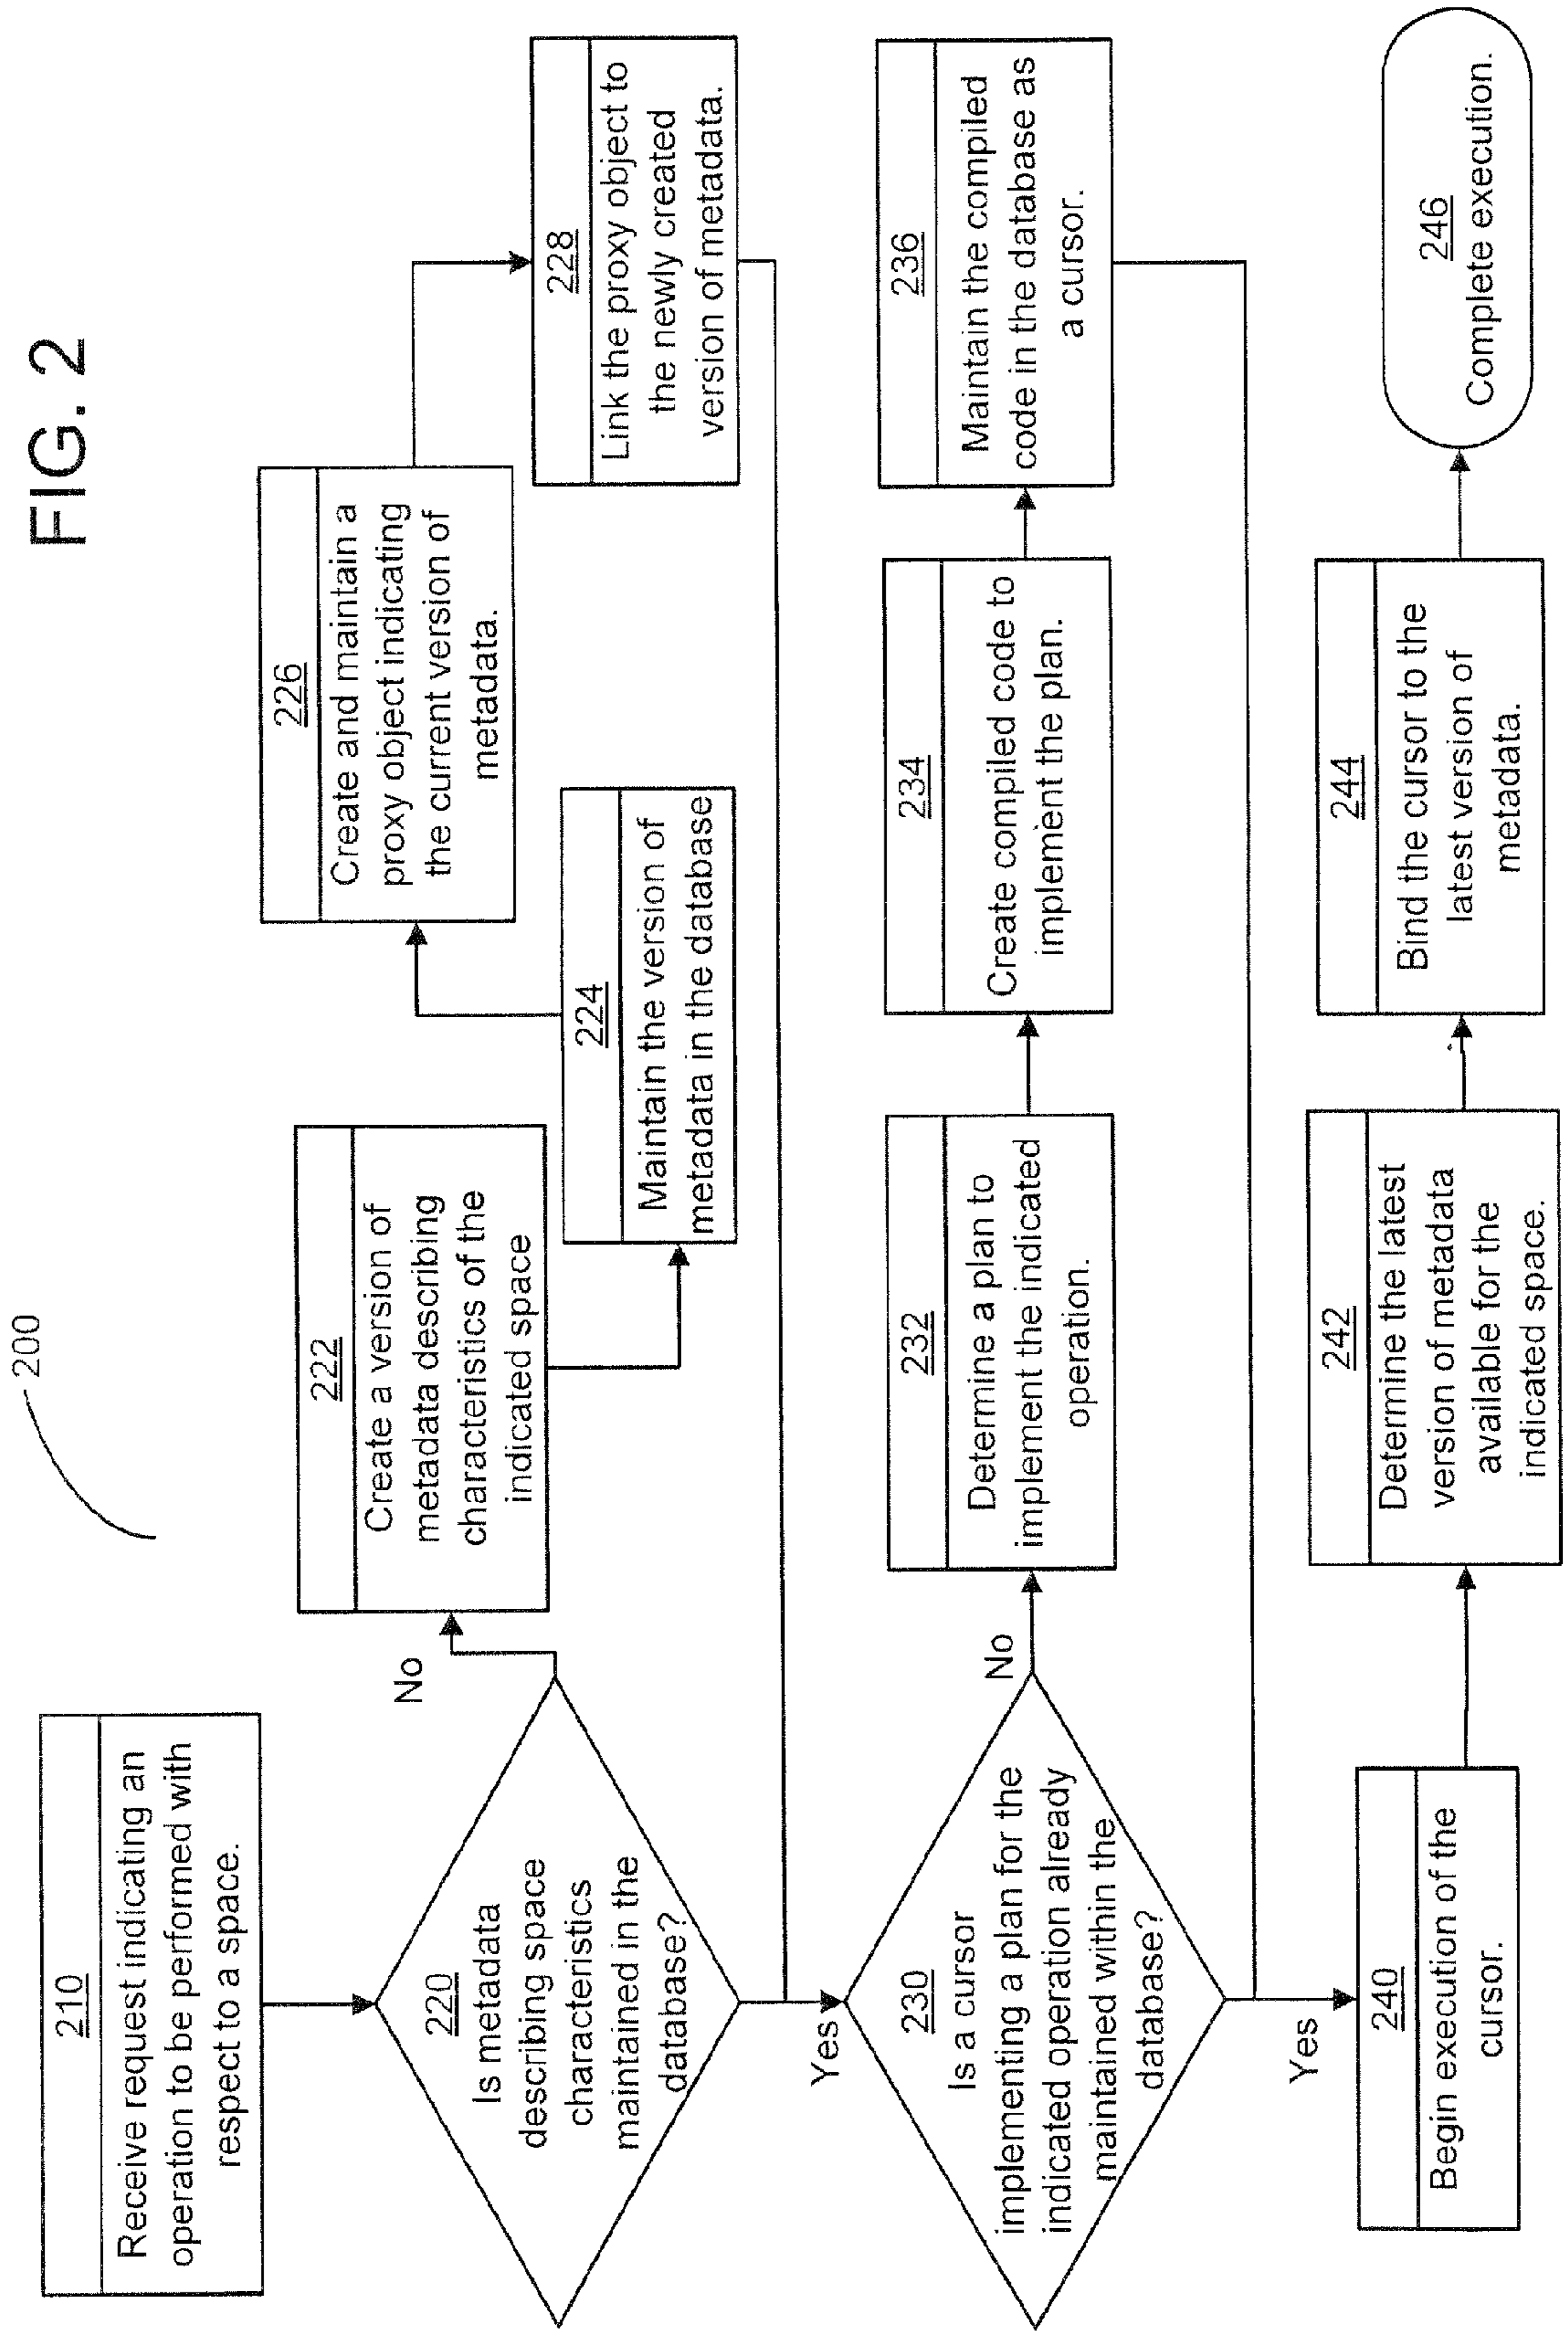 FIG. 2
200
210
Receive request indicating an
operation to be performed with
respect to a space.
220
Is metadata
describing space
characteristics
maintained in the
database?
No
222
Create a version of
metadata describing
characteristics of the
indicated space
224
Maintain the version of
metadata in the database
226
Create and maintain a
proxy object indicating
the current version of
metadata.
228
Link the proxy object to
the newly created
version of metadata.
Yes
230
Is a cursor
implementing a plan for the
indicated operation already
maintained within the
database?
No
232
Determine a plan to
implement the indicated
operation.
234
Create compiled code to
implement the plan.
236
Maintain the compiled
code in the database as
a cursor.
Yes
240
Begin execution of the
cursor.
242
Determine the latest
version of metadata
available for the
indicated space.
244
Bind the cursor to the
latest version of
metadata.
246
Complete execution.